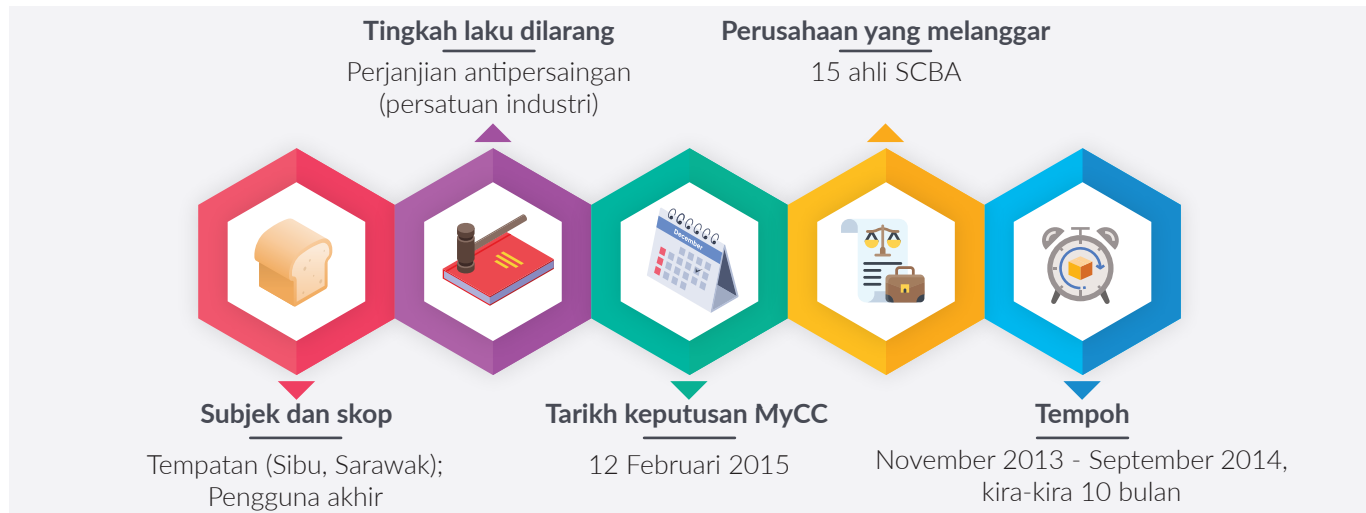 Tingkah laku dilarang
Perjanjian antipersaingan
(persatuan industri)
Perusahaan yang melanggar
15 ahli SCBA
December
Subjek dan skop
Tempatan (Sibu, Sarawak);
Pengguna akhir
Tarikh keputusan MyCC
12 Februari 2015
Tempoh
November 2013 - September 2014,
kira-kira 10 bulan